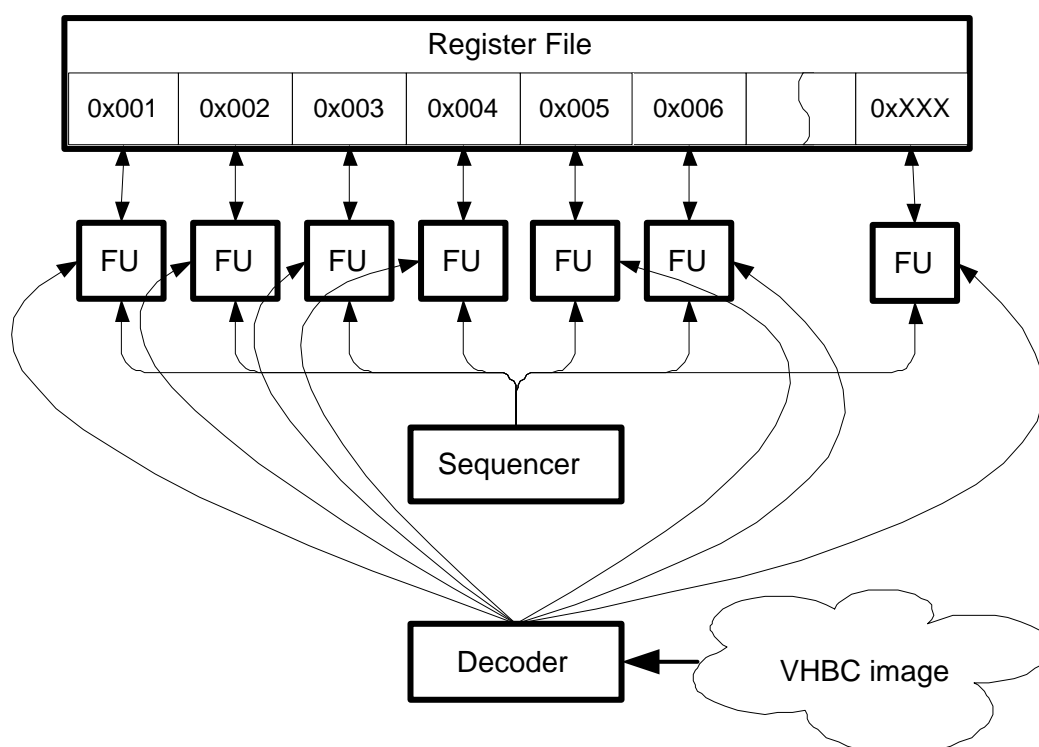 Register File
0x001 0x002 0x003 0x004 0x005 0x006 0xXXX
FU FU FU FU FU FU FU
Sequencer
Decoder
VHBC image